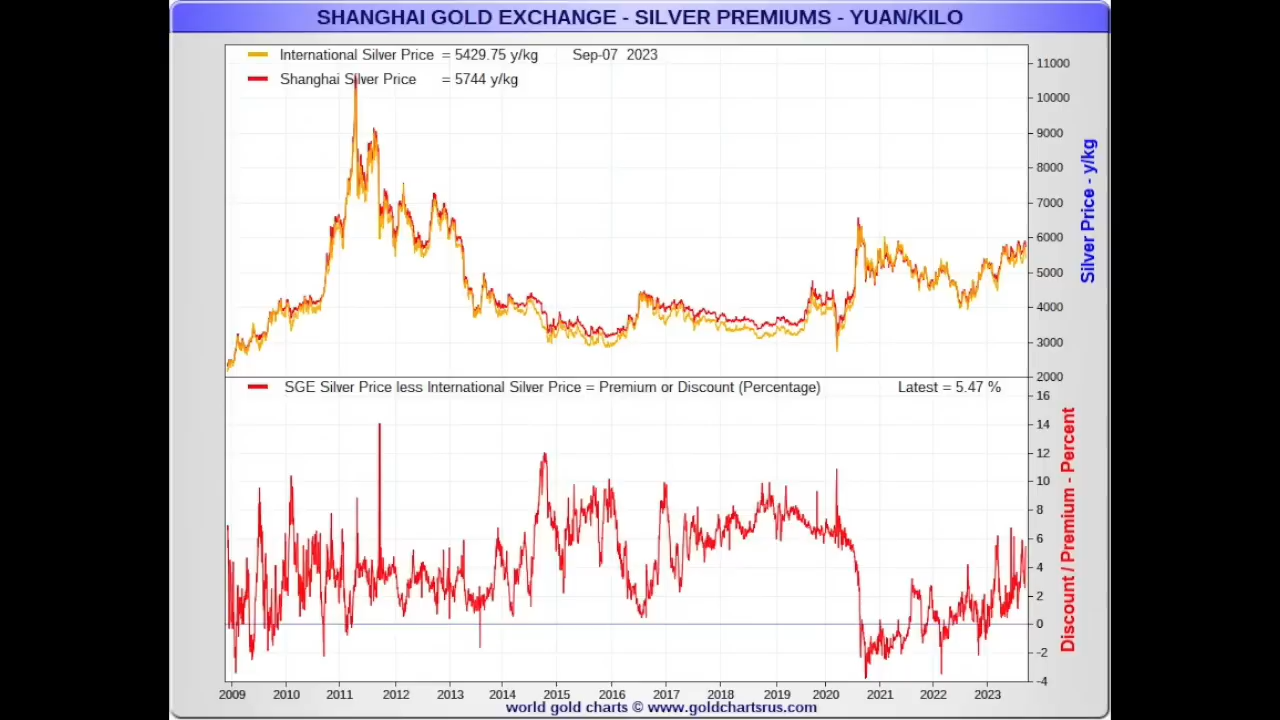 SHANGHAI GOLD EXCHANGE - SILVER PREMIUMS - YUAN/KILO
International Silver Price = 5429.75 y/kg Sep-07 2023
Shanghai Silver Price = 5744 y/kg
11000
10000
9000
8000
7000
6000
5000
4000
3000
2000
Silver Price - y/kg
SGE Silver Price less International Silver Price = Premium or Discount (Percentage) Latest = 5.47 %
16
14
12
10
8
6
4
2
0
-2
-4
Discount / Premium - Percent
2009 2010 2011 2012 2013 2014 2015 2016 2017 2018 2019 2020 2021 2022 2023
world gold charts © www.goldchartsrus.com